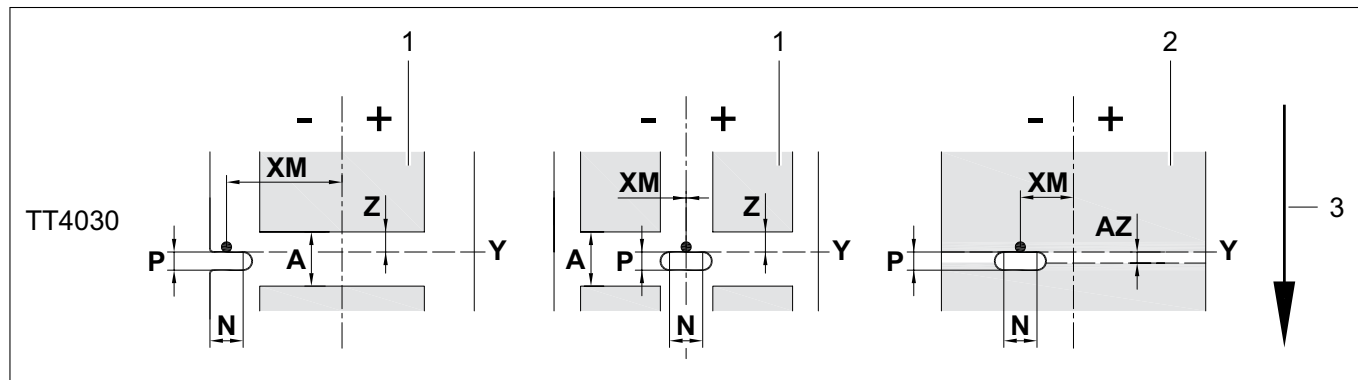 1 1 2
- + - + - +
XM Z XM Z XM AZ
TT4030 3
P A Y A P Y P Y
N N N